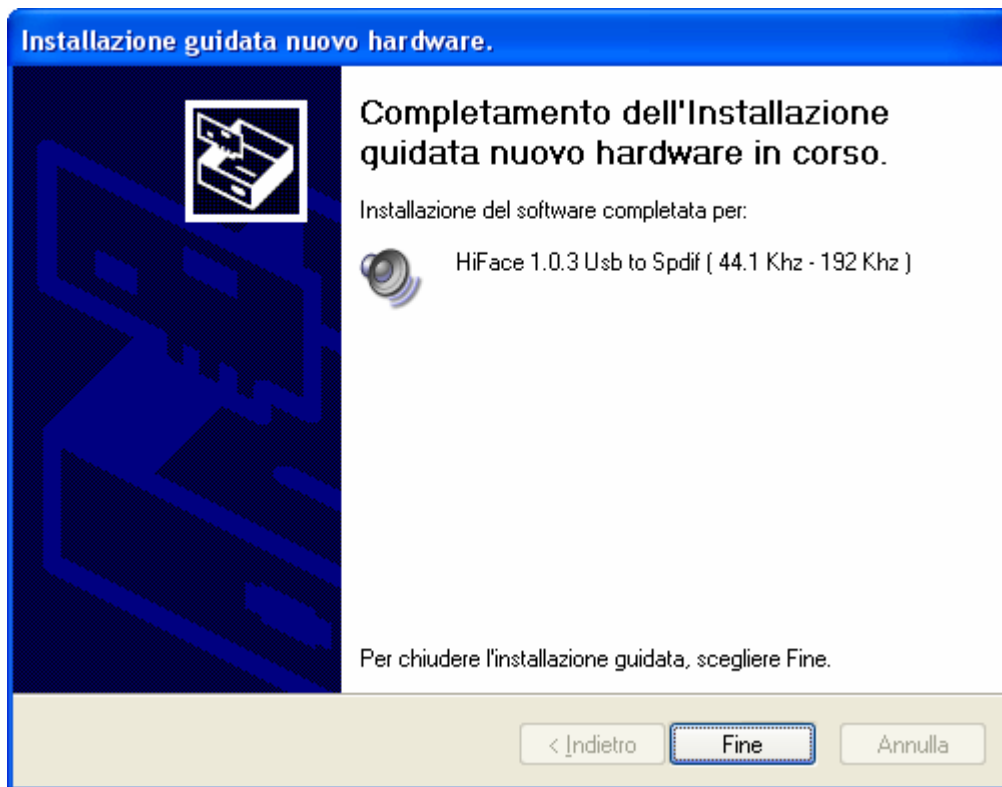 Installazione guidata nuovo hardware.
Completamento dell'Installazione
guidata nuovo hardware in corso.
Installazione del software completata per:
HiFace 1.0.3 Usb to Spdif ( 44.1 Khz - 192 Khz )
Per chiudere l'installazione guidata, scegliere Fine.
< Indietro
Fine
Annulla